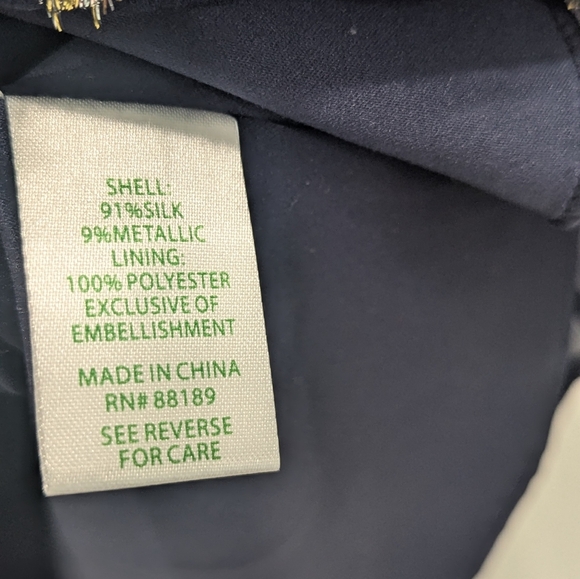 SHELL:
91%SILK
9%METALLIC
LINING:
100% POLYESTER
EXCLUSIVE OF
EMBELLISHMENT
MADE IN CHINA
RN# 88189
SEE REVERSE
FOR CARE